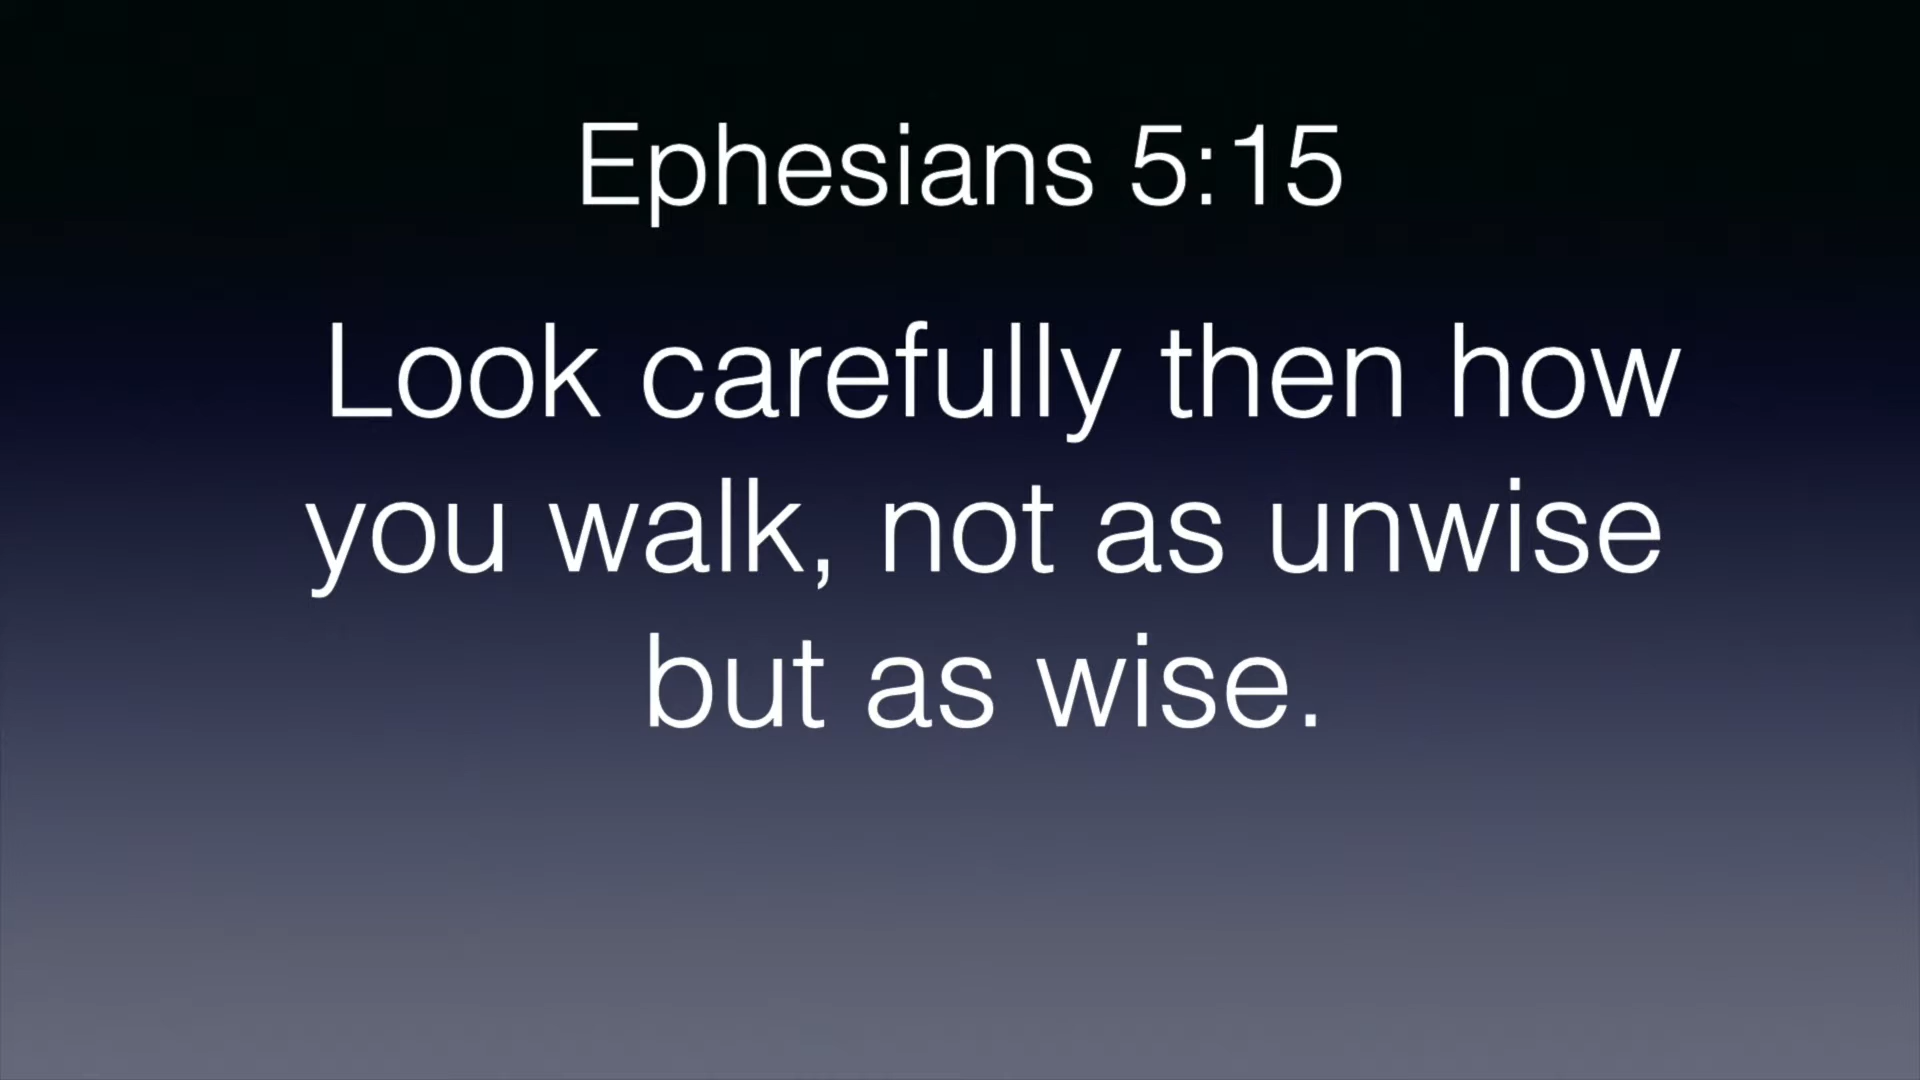 Ephesians 5:15
Look carefully then how
you walk, not as unwise
but as wise.